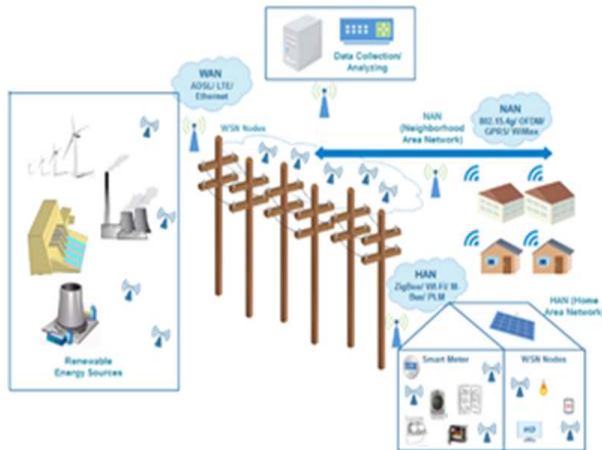 Data Collection/
Analyzing
WAN
ADSL/ LTE/
Ethernet
WSN Nodes
NAN
(Neighborhood
Area Network)
NAN
802.15.4g/ OFDM/
GPRS/ WiMax
HAN
ZigBee/ Wi-Fi/ M-
Bus/ PLM
HAN (Home
Area Network)
Renewable
Energy Sources
Smart Meter
WSN Nodes